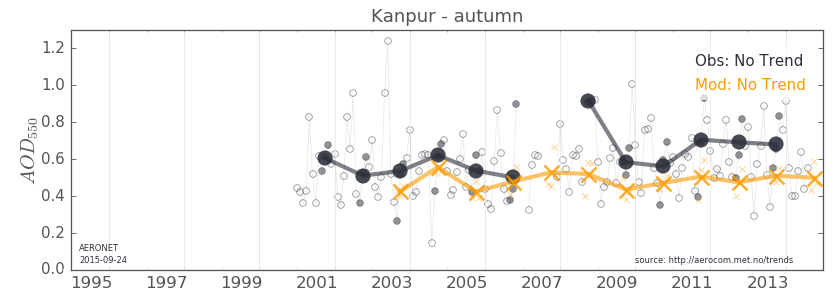 Kanpur - autumn
AOD550
1.2
1.0
0.8
0.6
0.4
0.2
0.0
Obs: No Trend
Mod: No Trend
AERONET
2015-09-24
source: http://aerocom.met.no/trends
1995 1997 1999 2001 2003 2005 2007 2009 2011 2013